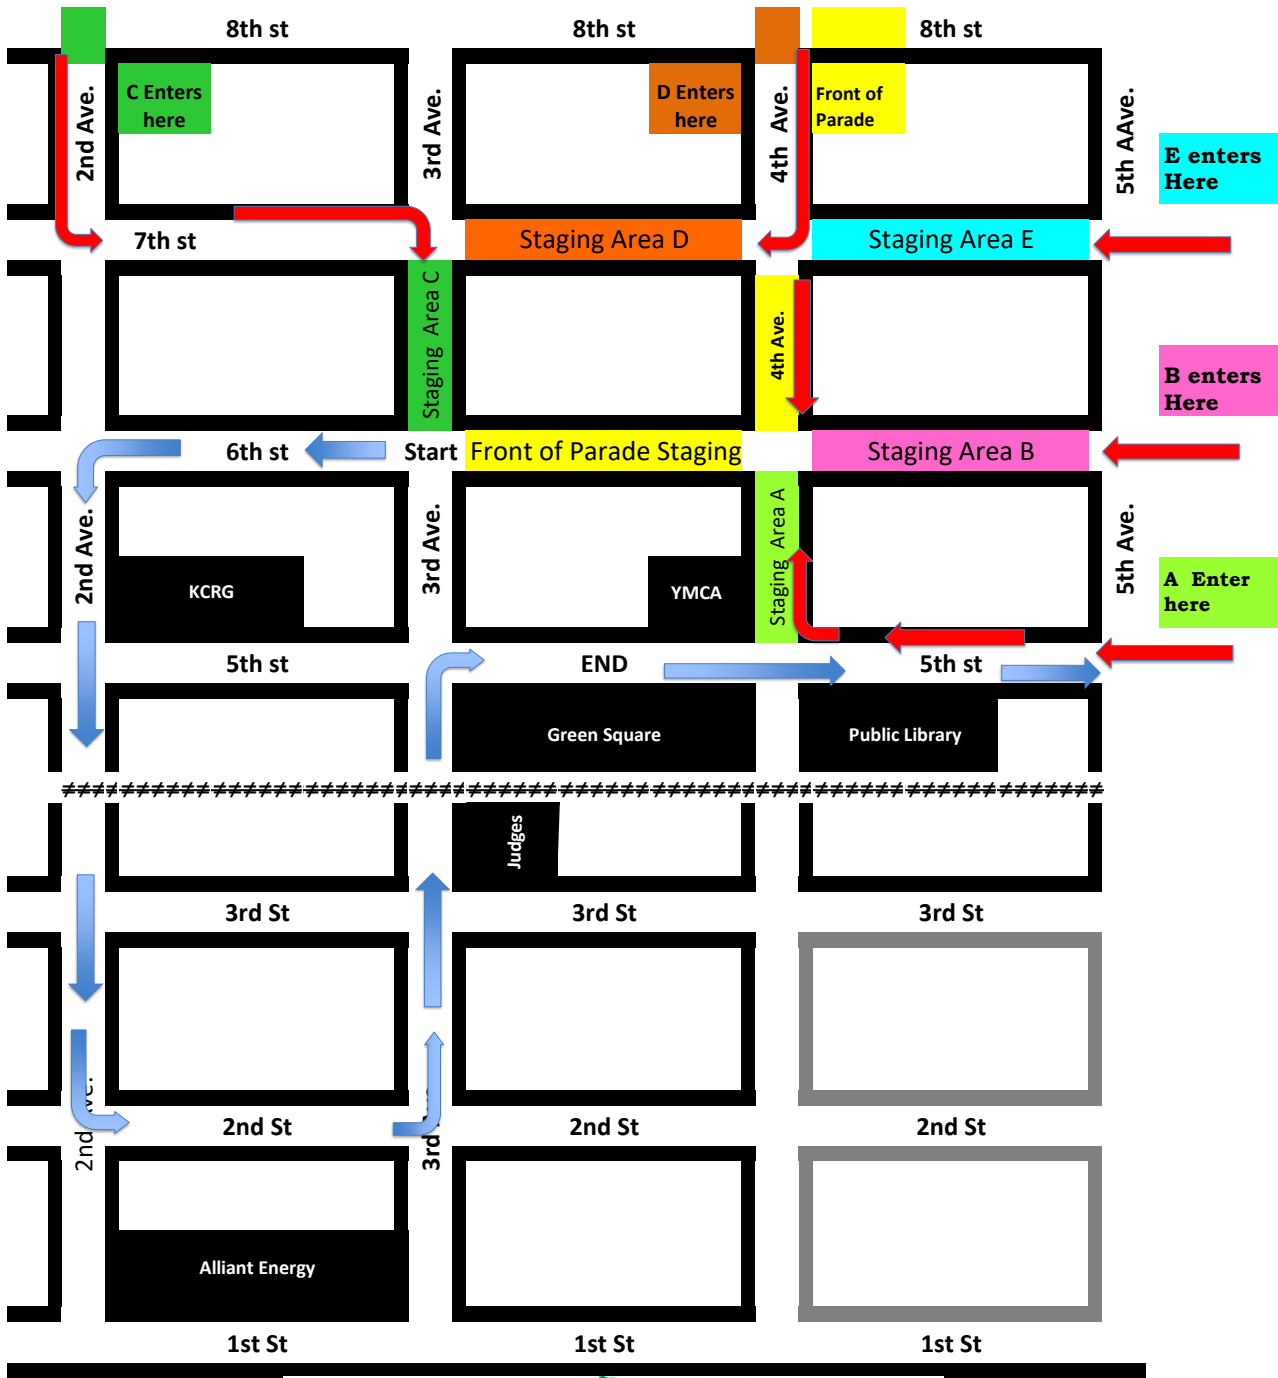 8th st
8th st
8th st
2nd Ave.
C Enters
here
3rd Ave.
D Enters
here
4th Ave.
Front of
Parade
5th AAve.
E enters
Here
7th st
Staging Area D
Staging Area E
Staging Area C
4th Ave.
B enters
Here
6th st
Start
Front of Parade Staging
Staging Area B
2nd Ave.
KCRG
3rd Ave.
YMCA
Staging Area A
5th Ave.
A Enter
here
5th st
END
5th st
Green Square
Public Library
Judges
3rd St
3rd St
3rd St
2nd Ave.
2nd St
3rd Ave
2nd St
2nd St
Alliant Energy
1st St
1st St
1st St